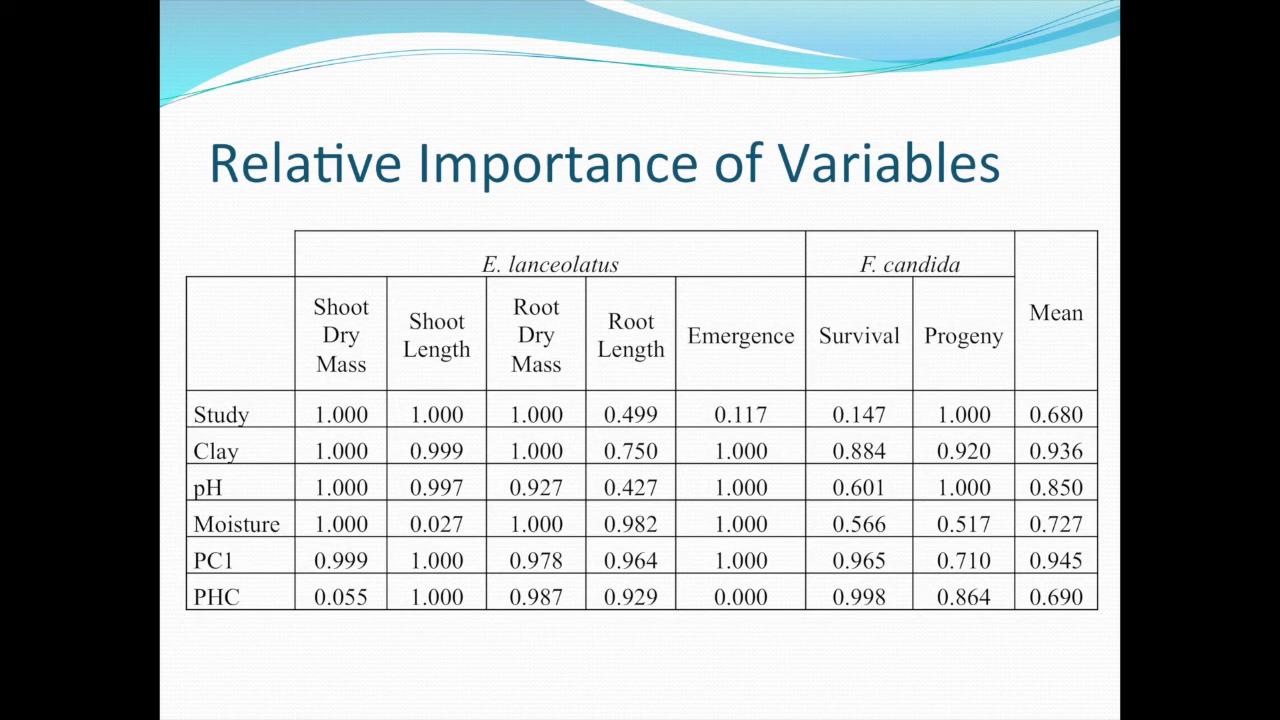 Relative Importance of Variables
E. lanceolatus F. candida Mean
Shoot Dry Mass Shoot Length Root Dry Mass Root Length Emergence Survival Progeny
Study 1.000 1.000 1.000 0.499 0.117 0.147 1.000 0.680
Clay 1.000 0.999 1.000 0.750 1.000 0.884 0.920 0.936
pH 1.000 0.997 0.927 0.427 1.000 0.601 1.000 0.850
Moisture 1.000 0.027 1.000 0.982 1.000 0.566 0.517 0.727
PC1 0.999 1.000 0.978 0.964 1.000 0.965 0.710 0.945
PHC 0.055 1.000 0.987 0.929 0.000 0.998 0.864 0.690